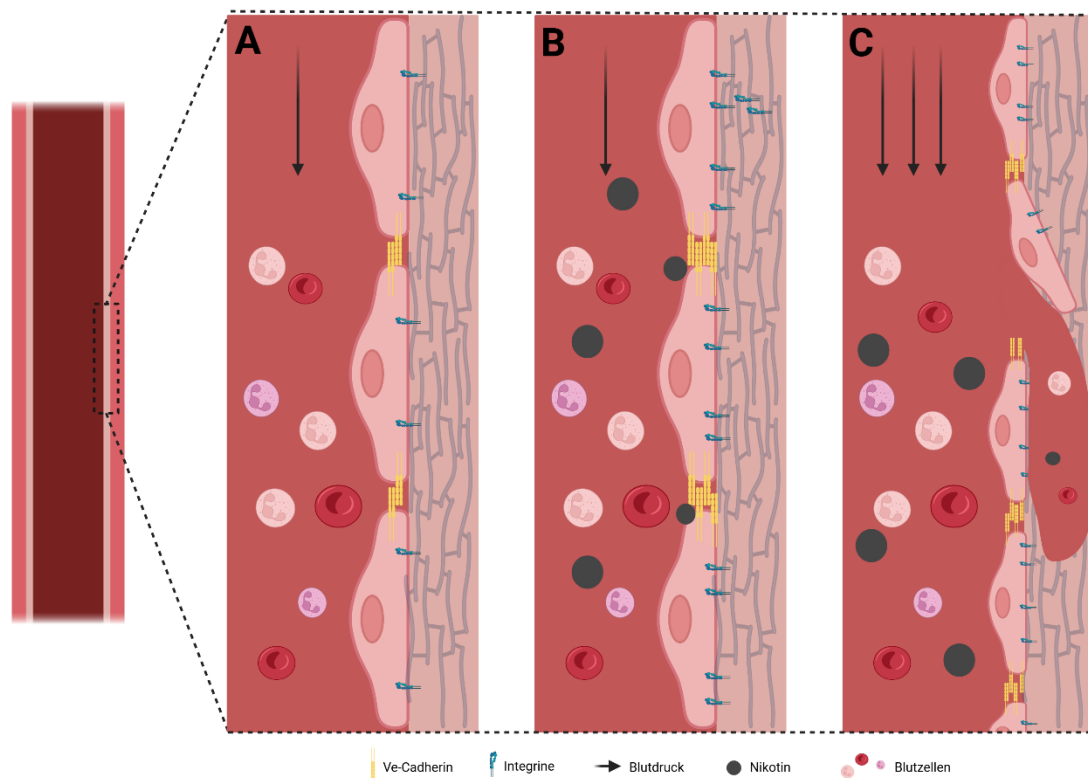 A
B
C
Ve-Cadherin
Integrine
Blutdruck
Nikotin
Blutzellen